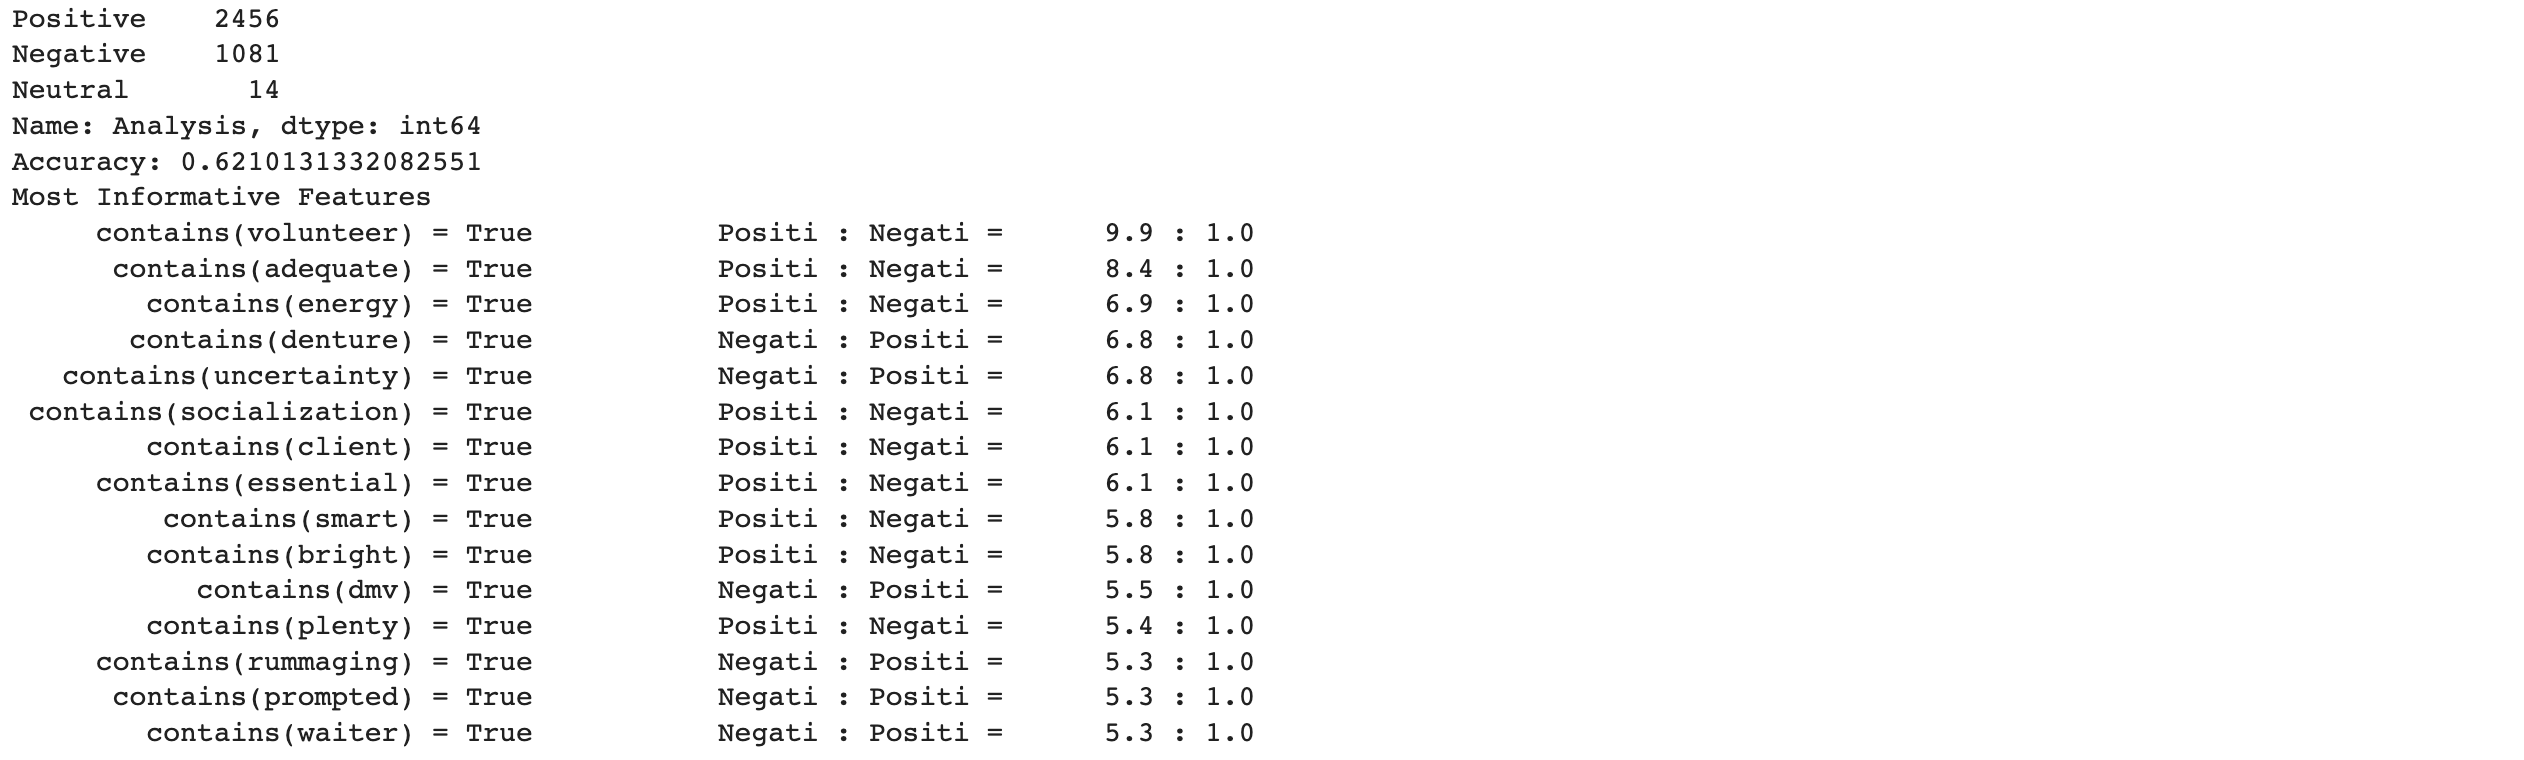 Positive    2456
Negative    1081
Neutral       14
Name: Analysis, dtype: int64
Accuracy: 0.6210131332082551
Most Informative Features
     contains(volunteer) = True           Positi : Negati =      9.9 : 1.0
      contains(adequate) = True           Positi : Negati =      8.4 : 1.0
        contains(energy) = True           Positi : Negati =      6.9 : 1.0
       contains(denture) = True           Negati : Positi =      6.8 : 1.0
   contains(uncertainty) = True           Negati : Positi =      6.8 : 1.0
 contains(socialization) = True           Positi : Negati =      6.1 : 1.0
        contains(client) = True           Positi : Negati =      6.1 : 1.0
     contains(essential) = True           Positi : Negati =      6.1 : 1.0
         contains(smart) = True           Positi : Negati =      5.8 : 1.0
        contains(bright) = True           Positi : Negati =      5.8 : 1.0
           contains(dmv) = True           Negati : Positi =      5.5 : 1.0
        contains(plenty) = True           Positi : Negati =      5.4 : 1.0
     contains(rummaging) = True           Negati : Positi =      5.3 : 1.0
      contains(prompted) = True           Negati : Positi =      5.3 : 1.0
        contains(waiter) = True           Negati : Positi =      5.3 : 1.0